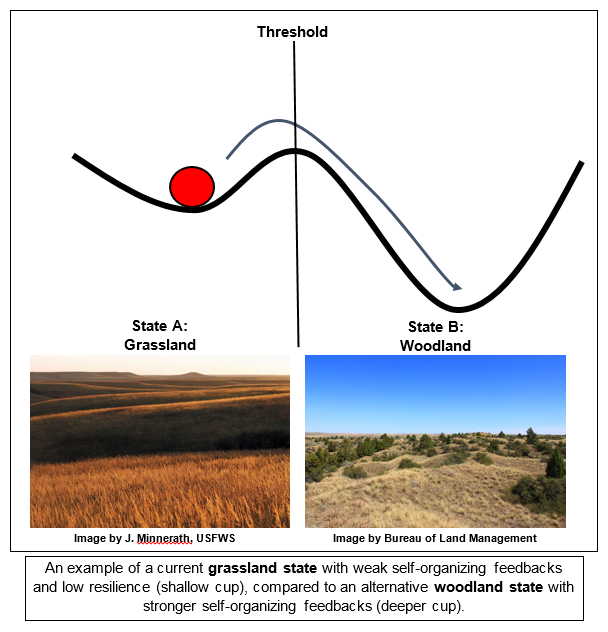 Threshold
State A:
Grassland
State B:
Woodland
Image by J. Minnerath, USFWS
Image by Bureau of Land Management
An example of a current grassland state with weak self-organizing feedbacks
and low resilience (shallow cup), compared to an alternative woodland state with
stronger self-organizing feedbacks (deeper cup).